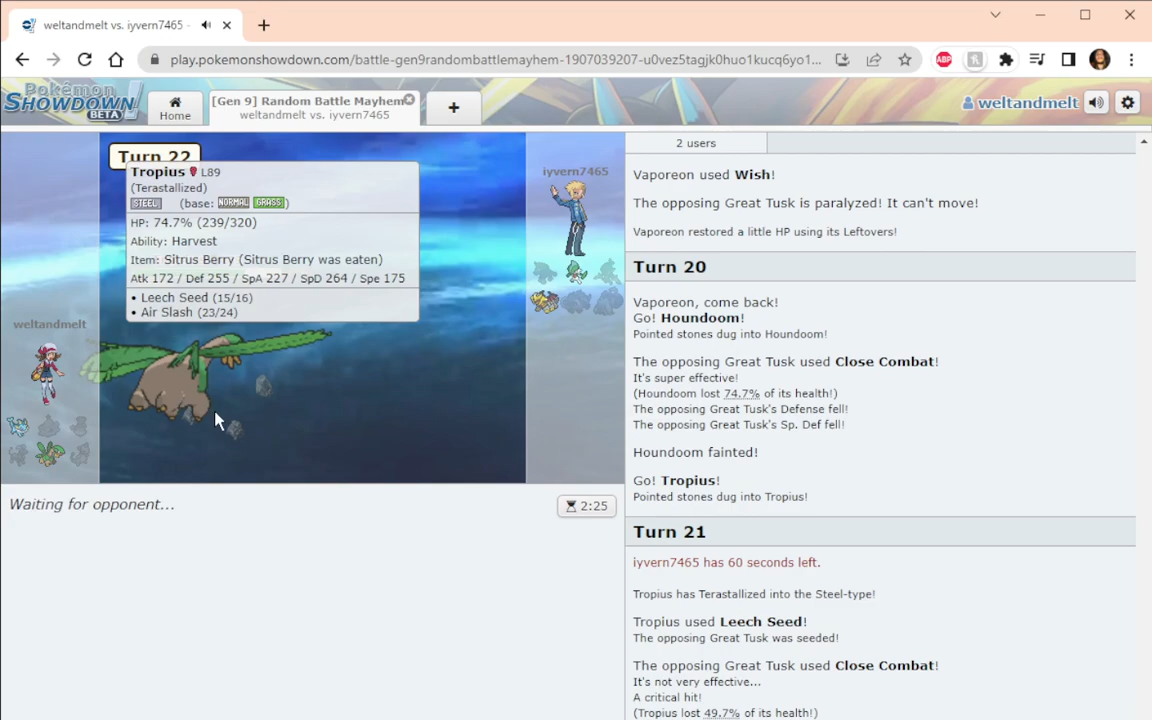 weltandmelt vs. iyvern7465 -
play.pokemonshowdown.com/battle-gen9randombattlemayhem-1907039207-u0vez5tagjk0huo1kucq6yo1...
ABP
Pokémon
SHOWDOWN
BETA
Home
[Gen 9] Random Battle Mayhem
weltandmelt vs. iyvern7465
+
weltandmelt
Turn 22
Tropius L89
(Terastallized)
STEEL (base: NORMAL GRASS)
HP: 74.7% (239/320)
Ability: Harvest
Item: Sitrus Berry (Sitrus Berry was eaten)
Atk 172 / Def 255 / SpA 227 / SpD 264 / Spe 175
• Leech Seed (15/16)
• Air Slash (23/24)
weltandmelt
iyvern7465
Waiting for opponent...
2:25
2 users
Vaporeon used Wish!
The opposing Great Tusk is paralyzed! It can't move!
Vaporeon restored a little HP using its Leftovers!
Turn 20
Vaporeon, come back!
Go! Houndoom!
Pointed stones dug into Houndoom!
The opposing Great Tusk used Close Combat!
It's super effective!
(Houndoom lost 74.7% of its health!)
The opposing Great Tusk's Defense fell!
The opposing Great Tusk's Sp. Def fell!
Houndoom fainted!
Go! Tropius!
Pointed stones dug into Tropius!
Turn 21
iyvern7465 has 60 seconds left.
Tropius has Terastallized into the Steel-type!
Tropius used Leech Seed!
The opposing Great Tusk was seeded!
The opposing Great Tusk used Close Combat!
It's not very effective...
A critical hit!
(Tropius lost 49.7% of its health!)